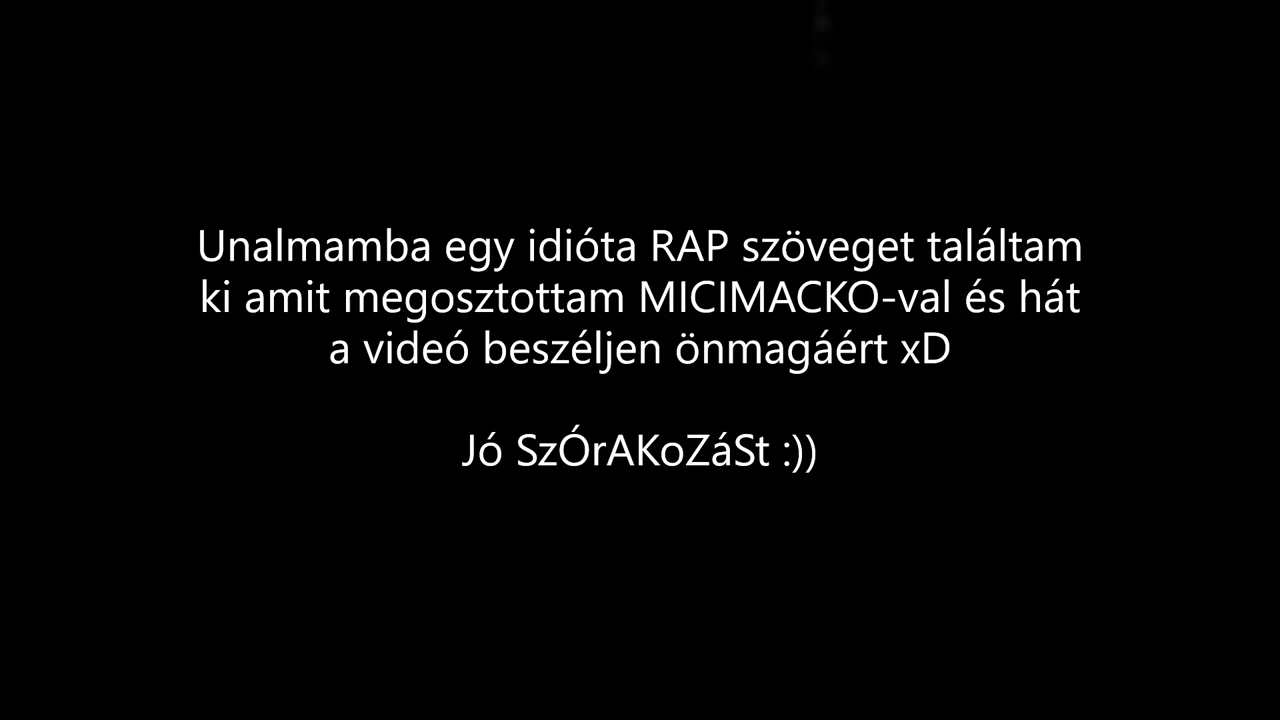 Unalmamba egy idióta RAP szöveget találtam
ki amit megosztottam MICIMACKO-val és hát
a videó beszéljen önmagáért xD
Jó SzÓrAKoZáSt :))